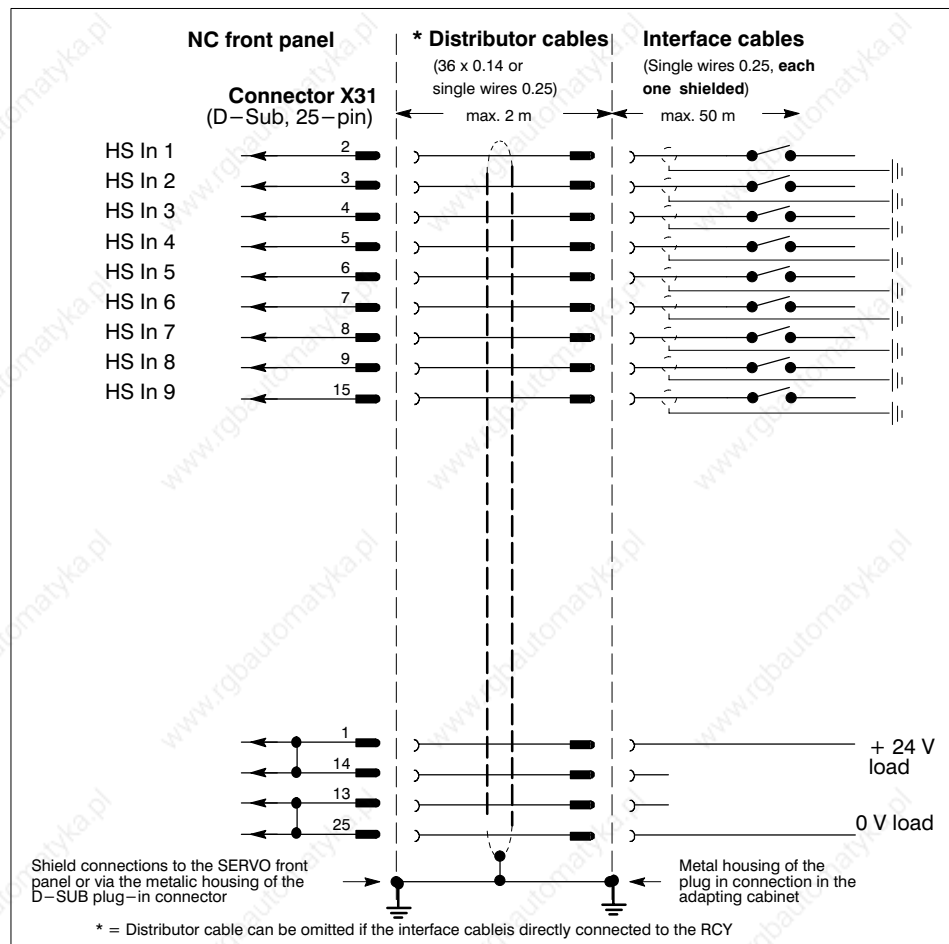 NC front panel
* Distributor cables
Interface cables
(36 x 0.14 or
single wires 0.25)
(Single wires 0.25, each
one shielded)
Connector X31
(D–Sub, 25–pin)
max. 2 m
max. 50 m
HS In 1
2
HS In 2
3
HS In 3
4
HS In 4
5
HS In 5
6
HS In 6
7
HS In 7
8
HS In 8
9
HS In 9
15
1
+ 24 V
load
14
13
25
0 V load
Shield connections to the SERVO front
panel or via the metalic housing of the
D–SUB plug–in connector
Metal housing of the
plug in connection in the
adapting cabinet
* = Distributor cable can be omitted if the interface cableis directly connected to the RCY
www.rgbautomatyka.pl